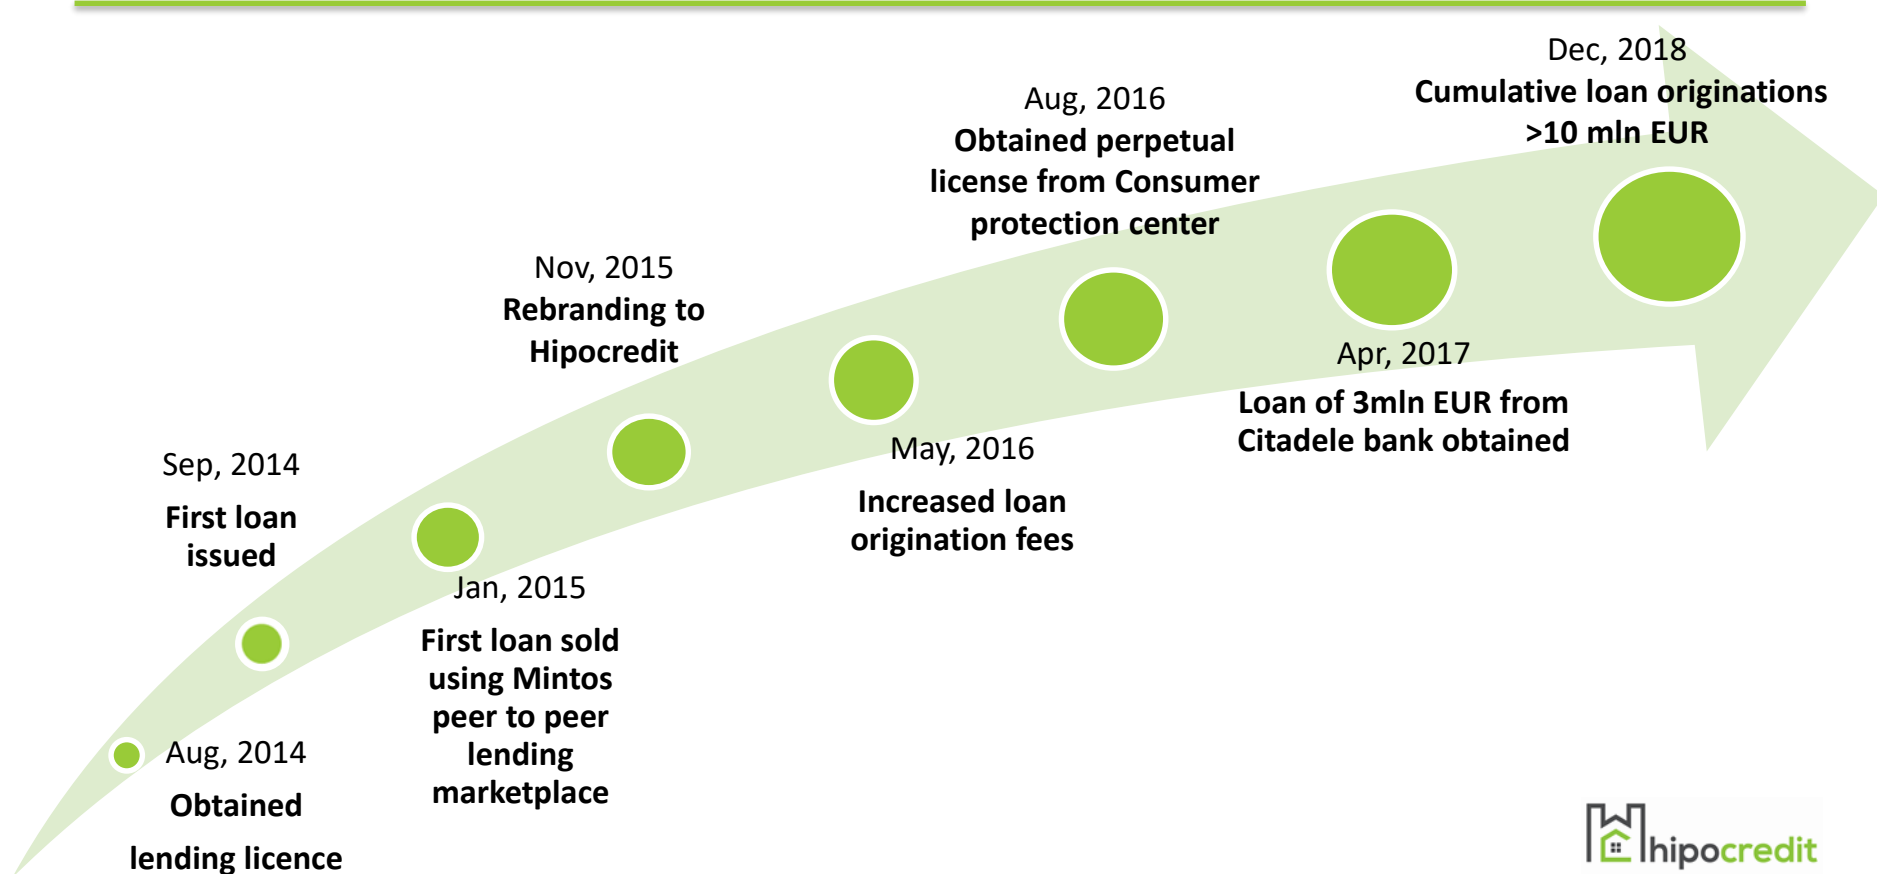 Aug, 2014
Obtained
lending licence
Sep, 2014
First loan
issued
Jan, 2015
First loan sold
using Mintos
peer to peer
lending
marketplace
Nov, 2015
Rebranding to
Hipocredit
May, 2016
Increased loan
origination fees
Aug, 2016
Obtained perpetual
license from Consumer
protection center
Apr, 2017
Loan of 3mln EUR from
Citadele bank obtained
Dec, 2018
Cumulative loan originations
>10 mln EUR
hipocredit